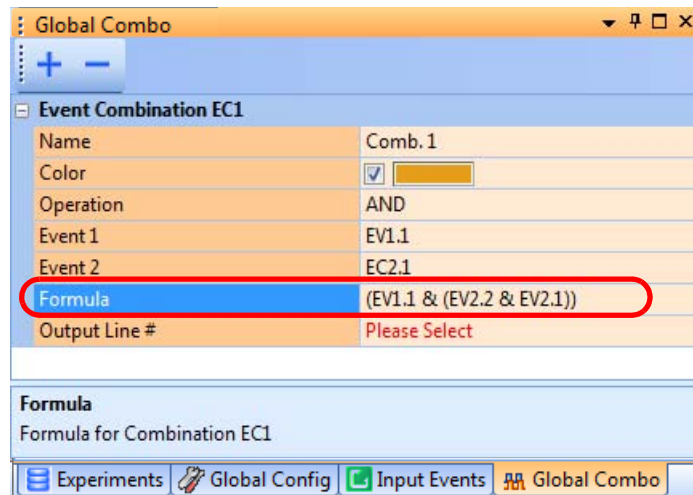 Global Combo
Event Combination EC1
Name Comb. 1
Color
Operation AND
Event 1 EV1.1
Event 2 EC2.1
Formula (EV1.1 & (EV2.2 & EV2.1))
Output Line # Please Select
Formula
Formula for Combination EC1
Experiments Global Config Input Events Global Combo